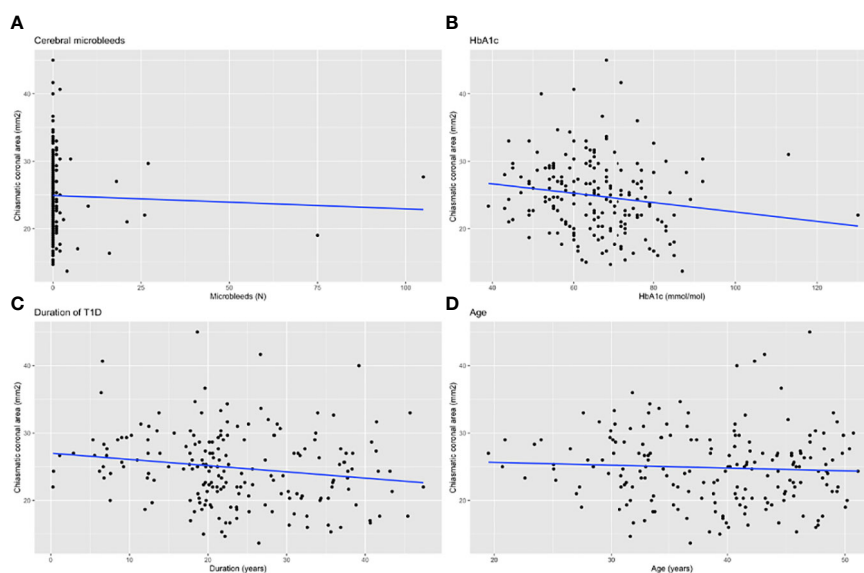 A
Cerebral microbleeds
Chiasmatic coronal area (mm2)
40
30
20
0
25
50
75
100
Microbleeds (N)
B
HbA1c
Chiasmatic coronal area (mm2)
40
30
20
40
60
80
100
120
HbA1c (mmol/mol)
C
Duration of T1D
Chiasmatic coronal area (mm2)
40
30
20
0
10
20
30
40
Duration (years)
D
Age
Chiasmatic coronal area (mm2)
40
30
20
20
30
40
50
Age (years)